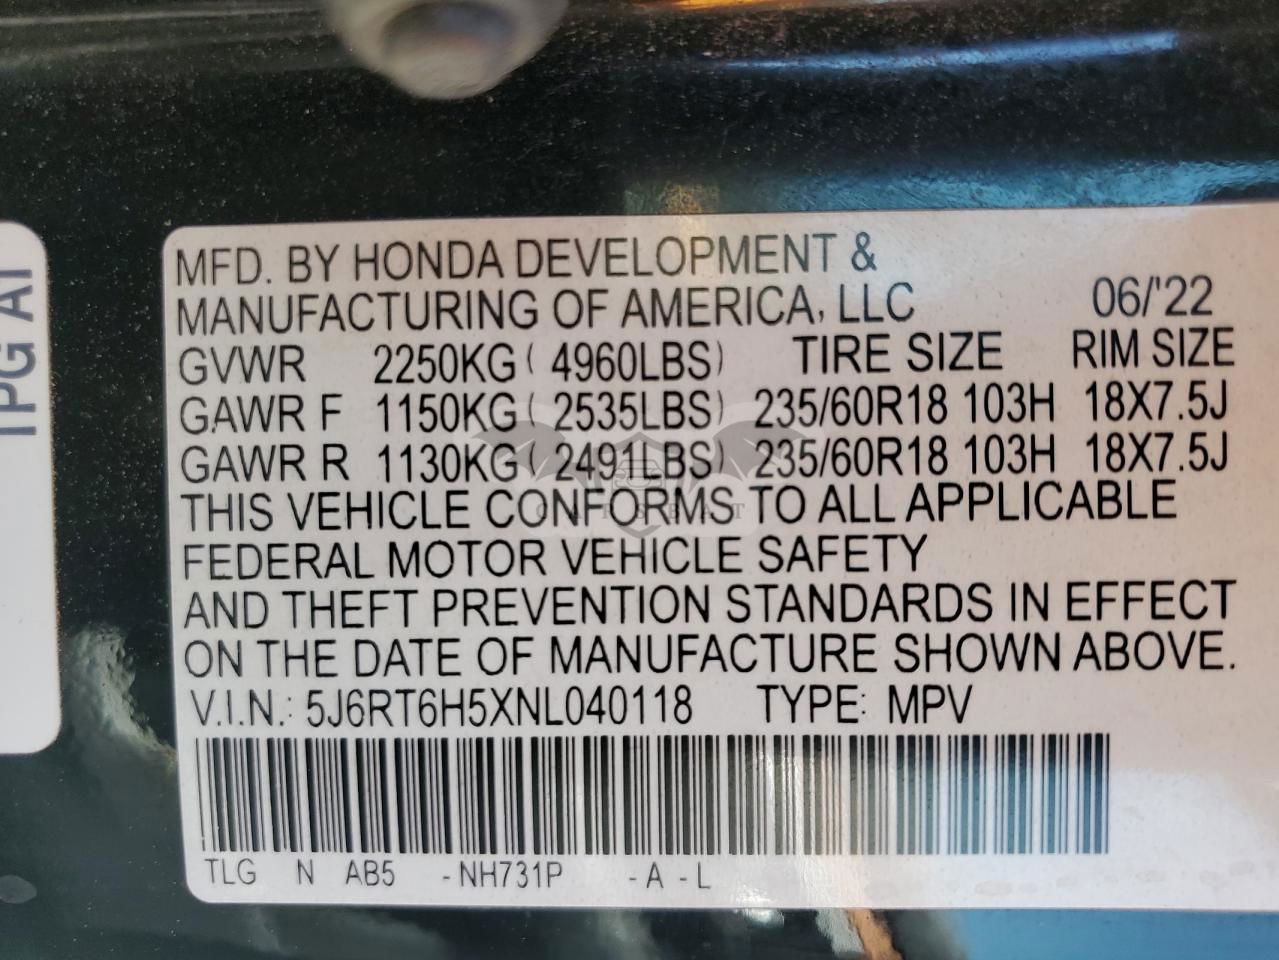 MFD. BY HONDA DEVELOPMENT &
MANUFACTURING OF AMERICA, LLC 06/'22
GVWR 2250KG ( 4960LBS) TIRE SIZE RIM SIZE
GAWR F 1150KG ( 2535LBS) 235/60R18 103H 18X7.5J
GAWR R 1130KG ( 2491LBS) 235/60R18 103H 18X7.5J
THIS VEHICLE CONFORMS TO ALL APPLICABLE
FEDERAL MOTOR VEHICLE SAFETY
AND THEFT PREVENTION STANDARDS IN EFFECT
ON THE DATE OF MANUFACTURE SHOWN ABOVE.
V.I.N.: 5J6RT6H5XNL040118 TYPE: MPV
TLG N AB5 -NH731P -A -L
IPG AI
CARSBAT